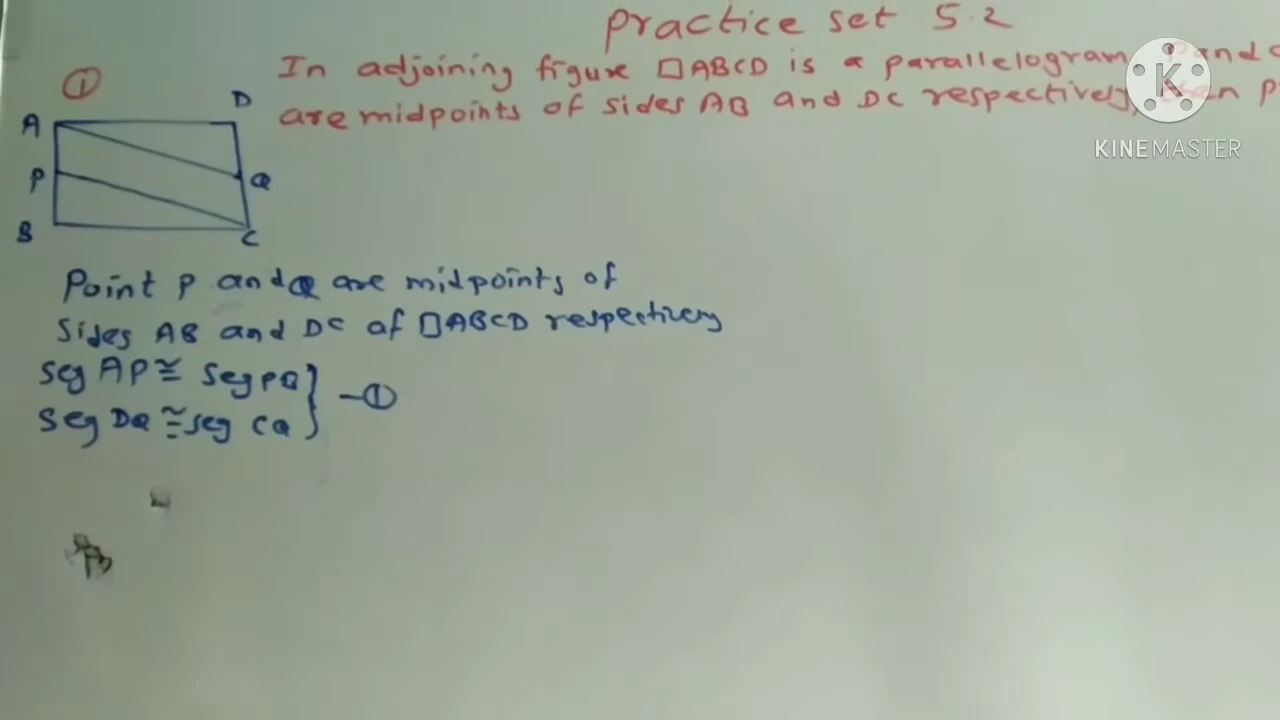 Practice set 5.2
①
In adjoining figure □ABCD is a parallelogram, P and
are midpoints of sides AB and DC respectively, then P
D
A
P
Q
B
C
KINEMASTER
Point P and Q are midpoints of
sides AB and DC of □ABCD respectively
seg AP ≅ seg PB } — ①
seg DQ ≅ seg CQ